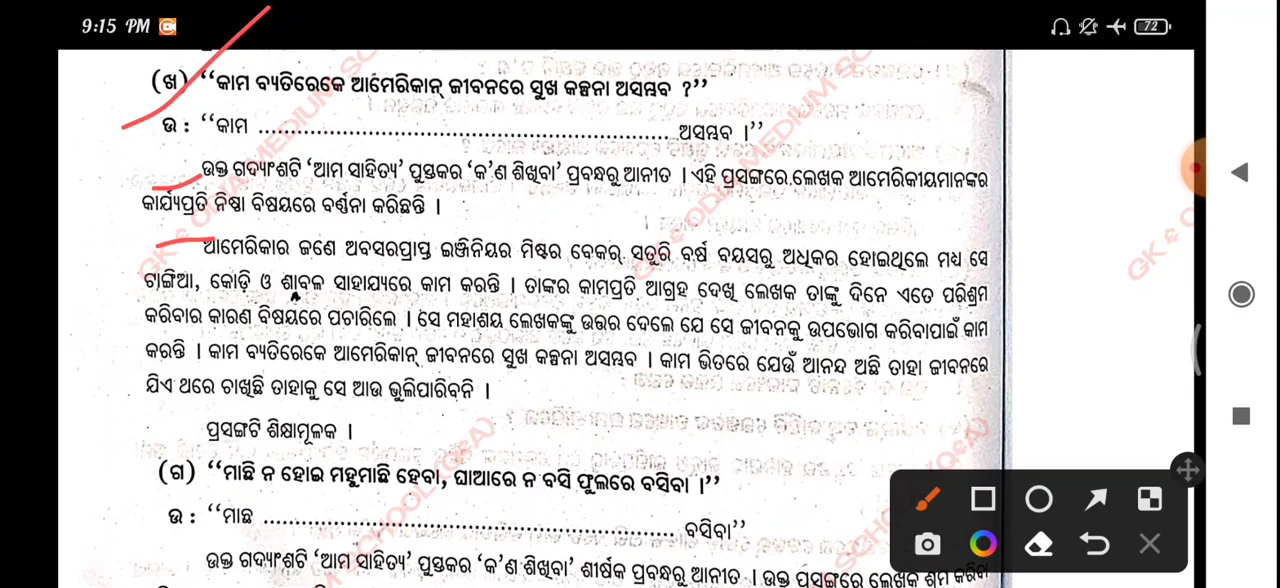 9:15 PM
72
(ଖ) ‘‘କାମ ବ୍ୟତିରେକେ ଆମେରିକାନ୍ ଜୀବନରେ ସୁଖ କଳ୍ପନା ଅସମ୍ଭବ ?’’
ଉ : ‘‘କାମ ................................................................ ଅସମ୍ଭବ ।’’
ଉକ୍ତ ଗଦ୍ୟାଂଶଟି ‘ଆମ ସାହିତ୍ୟ’ ପୁସ୍ତକର ‘କ’ଣ ଶିଖିବା’ ପ୍ରବନ୍ଧରୁ ଆନୀତ । ଏହି ପ୍ରସଙ୍ଗରେ ଲେଖକ ଆମେରିକୀୟମାନଙ୍କର
କାର୍ଯ୍ୟପ୍ରତି ନିଷ୍ଠା ବିଷୟରେ ବର୍ଣ୍ଣନା କରିଛନ୍ତି ।
ଆମେରିକାର ଜଣେ ଅବସରପ୍ରାପ୍ତ ଇଞ୍ଜିନିୟର ମିଷ୍ଟର ବେକର୍ ସତୁରି ବର୍ଷ ବୟସରୁ ଅଧିକର ହୋଇଥିଲେ ମଧ୍ୟ ସେ
ଟାଙ୍ଗିଆ, କୋଡ଼ି ଓ ଶାବଳ ସାହାଯ୍ୟରେ କାମ କରନ୍ତି । ତାଙ୍କର କାମପ୍ରତି ଆଗ୍ରହ ଦେଖି ଲେଖକ ତାଙ୍କୁ ଦିନେ ଏତେ ପରିଶ୍ରମ
କରିବାର କାରଣ ବିଷୟରେ ପଚାରିଲେ । ସେ ମହାଶୟ ଲେଖକଙ୍କୁ ଉତ୍ତର ଦେଲେ ଯେ ସେ ଜୀବନକୁ ଉପଭୋଗ କରିବାପାଇଁ କାମ
କରନ୍ତି । କାମ ବ୍ୟତିରେକେ ଆମେରିକାନ୍ ଜୀବନରେ ସୁଖ କଳ୍ପନା ଅସମ୍ଭବ । କାମ ଭିତରେ ଯେଉଁ ଆନନ୍ଦ ଅଛି ତାହା ଜୀବନରେ
ଯିଏ ଥରେ ଚାଖିଛି ତାହାକୁ ସେ ଆଉ ଭୁଲିପାରିବନି ।
ପ୍ରସଙ୍ଗଟି ଶିକ୍ଷାମୂଳକ ।
(ଗ) ‘‘ମାଛି ନ ହୋଇ ମହୁମାଛି ହେବା, ଘାଆରେ ନ ବସି ଫୁଲରେ ବସିବା ।’’
ଉ : ‘‘ମାଛ ................................................................ ବସିବା’’
ଉକ୍ତ ଗଦ୍ୟାଂଶଟି ‘ଆମ ସାହିତ୍ୟ’ ପୁସ୍ତକର ‘କ’ଣ ଶିଖିବା’ ଶୀର୍ଷକ ପ୍ରବନ୍ଧରୁ ଆନୀତ । ଉକ୍ତ ପ୍ରସଙ୍ଗରେ ଲେଖକ ଶ୍ରମ କରିବା